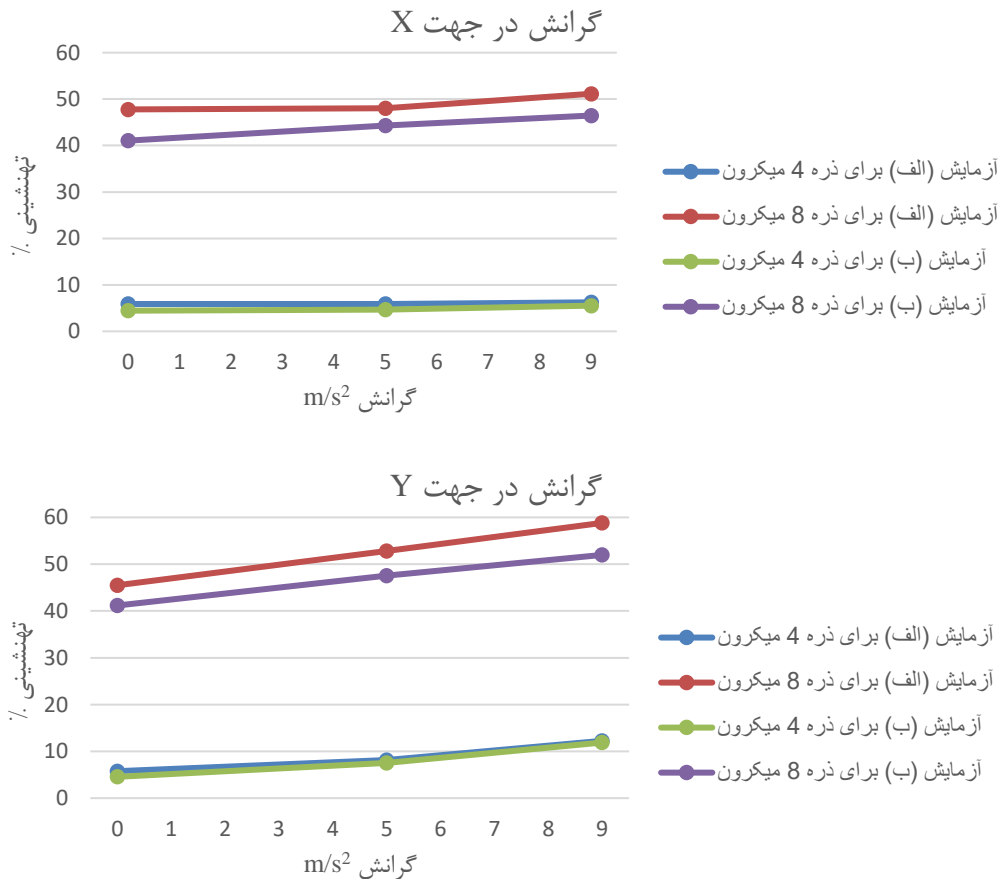 گرانش در جهت X
60
50
40
30
20
10
0
ته‌نشینی %
0 1 2 3 4 5 6 7 8 9
گرانش m/s²
آزمایش (الف) برای ذره 4 میکرون
آزمایش (الف) برای ذره 8 میکرون
آزمایش (ب) برای ذره 4 میکرون
آزمایش (ب) برای ذره 8 میکرون
گرانش در جهت Y
60
50
40
30
20
10
0
ته‌نشینی %
0 1 2 3 4 5 6 7 8 9
گرانش m/s²
آزمایش (الف) برای ذره 4 میکرون
آزمایش (الف) برای ذره 8 میکرون
آزمایش (ب) برای ذره 4 میکرون
آزمایش (ب) برای ذره 8 میکرون